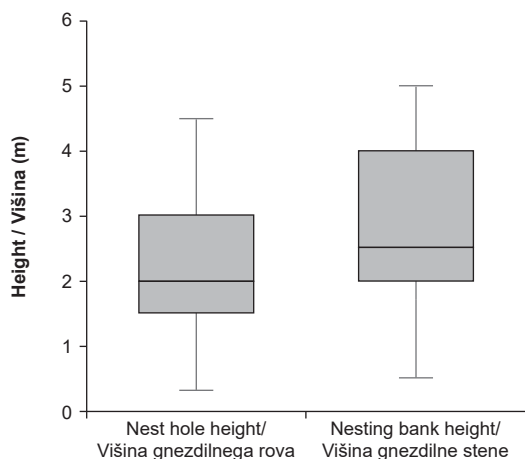 6
5
4
3
2
1
0
Height / Višina (m)
Nest hole height/
Višina gnezdilnega rova
Nesting bank height/
Višina gnezdilne stene